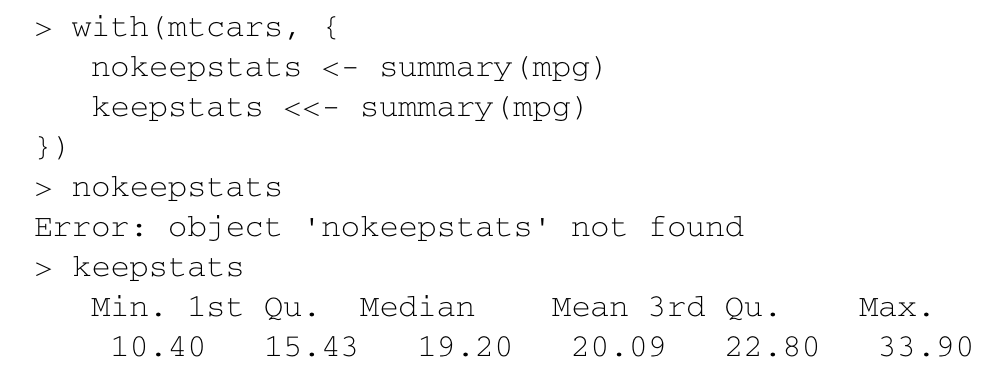 > with(mtcars, {
   nokeepstats <- summary(mpg)
   keepstats <<- summary(mpg)
})
> nokeepstats
Error: object 'nokeepstats' not found
> keepstats
   Min. 1st Qu.  Median    Mean 3rd Qu.    Max.
    10.40   15.43   19.20   20.09   22.80   33.90